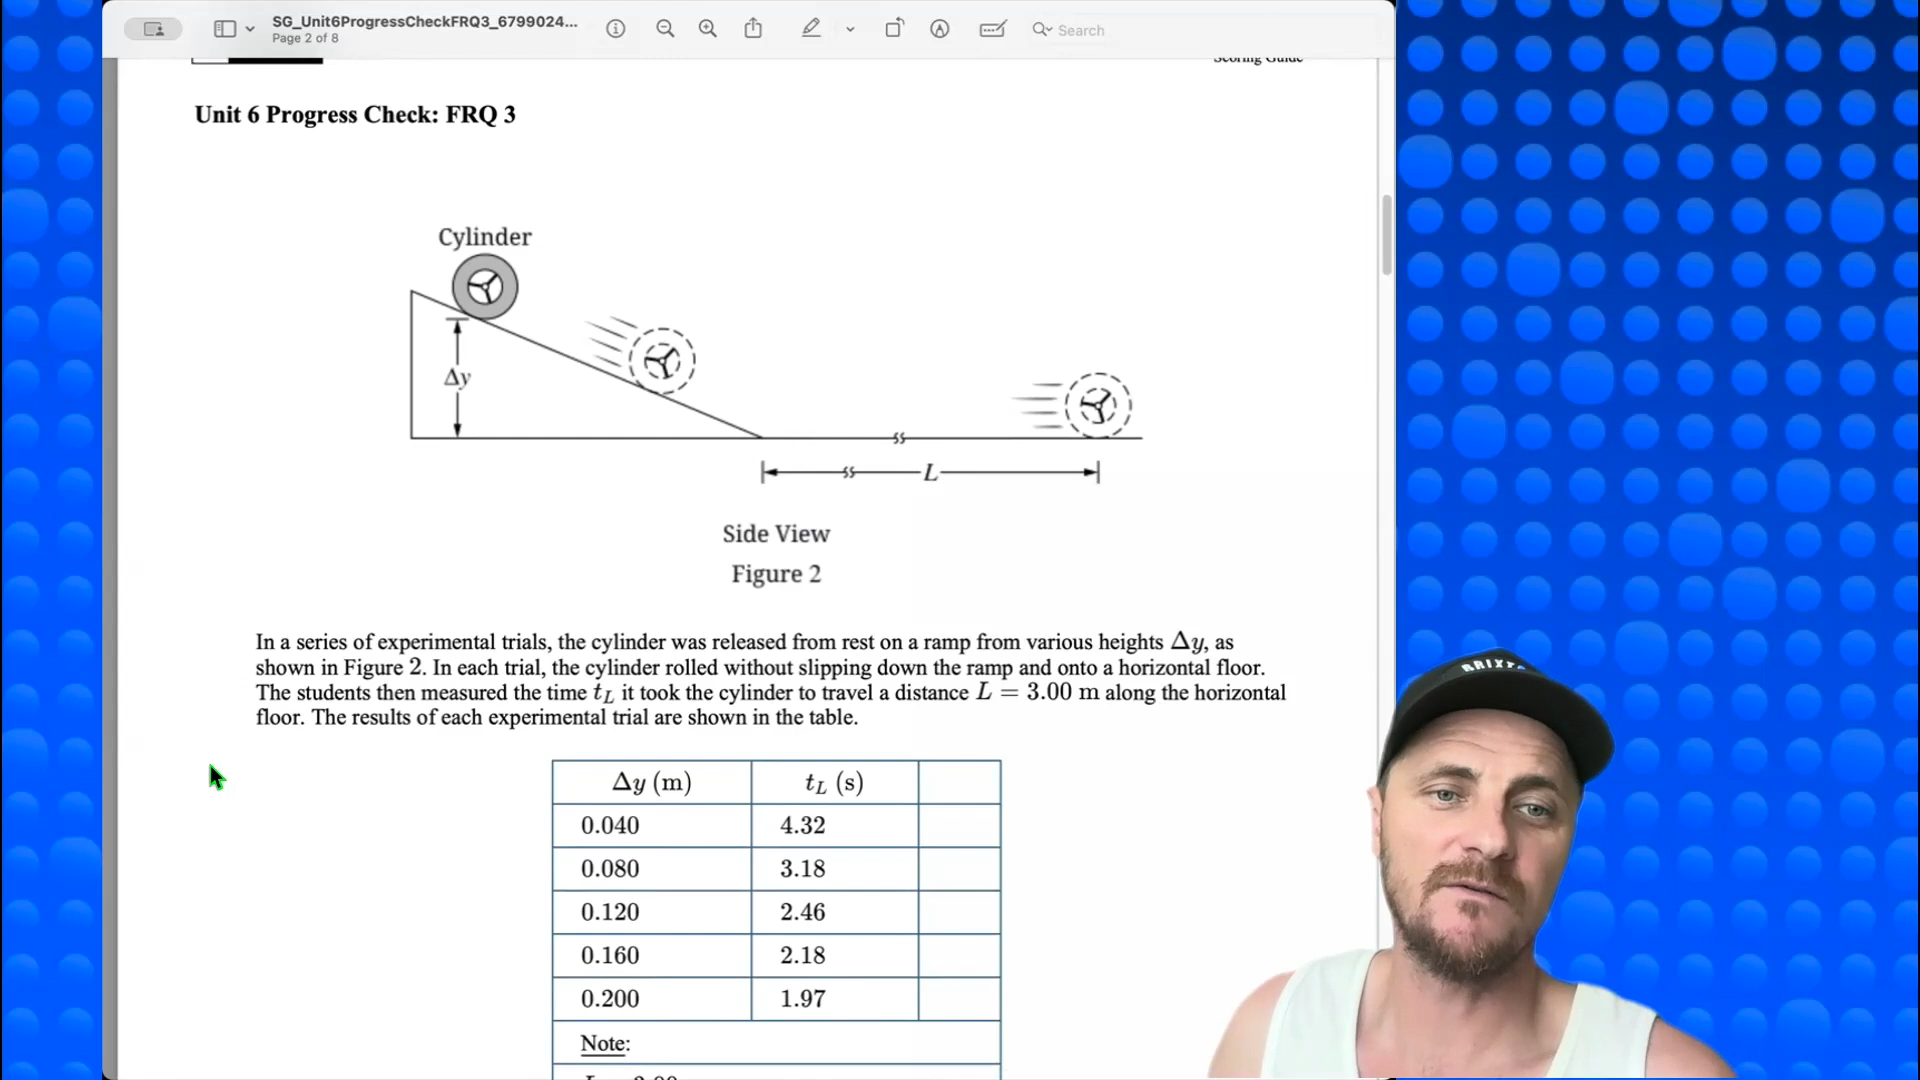 SG_Unit6ProgressCheckFRQ3_6799024...
Page 2 of 8
Search
Scoring Guide
Unit 6 Progress Check: FRQ 3
Cylinder
Δy
L
Side View
Figure 2
In a series of experimental trials, the cylinder was released from rest on a ramp from various heights Δy, as
shown in Figure 2. In each trial, the cylinder rolled without slipping down the ramp and onto a horizontal floor.
The students then measured the time t_L it took the cylinder to travel a distance L = 3.00 m along the horizontal
floor. The results of each experimental trial are shown in the table.
Δy (m) t_L (s)
0.040 4.32
0.080 3.18
0.120 2.46
0.160 2.18
0.200 1.97
Note:
BRIXTO